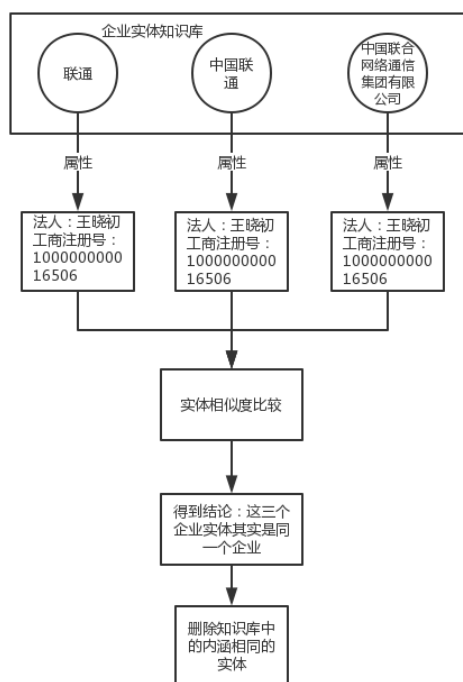 企业实体知识库
联通
中国联
通
中国联合
网络通信
集团有限
公司
属性
属性
属性
法人：王晓初
工商注册号：
1000000000
16506
法人：王晓初
工商注册号：
1000000000
16506
法人：王晓初
工商注册号：
1000000000
16506
实体相似度比较
得到结论：这三个
企业实体其实是同
一个企业
删除知识库中
的内涵相同的
实体